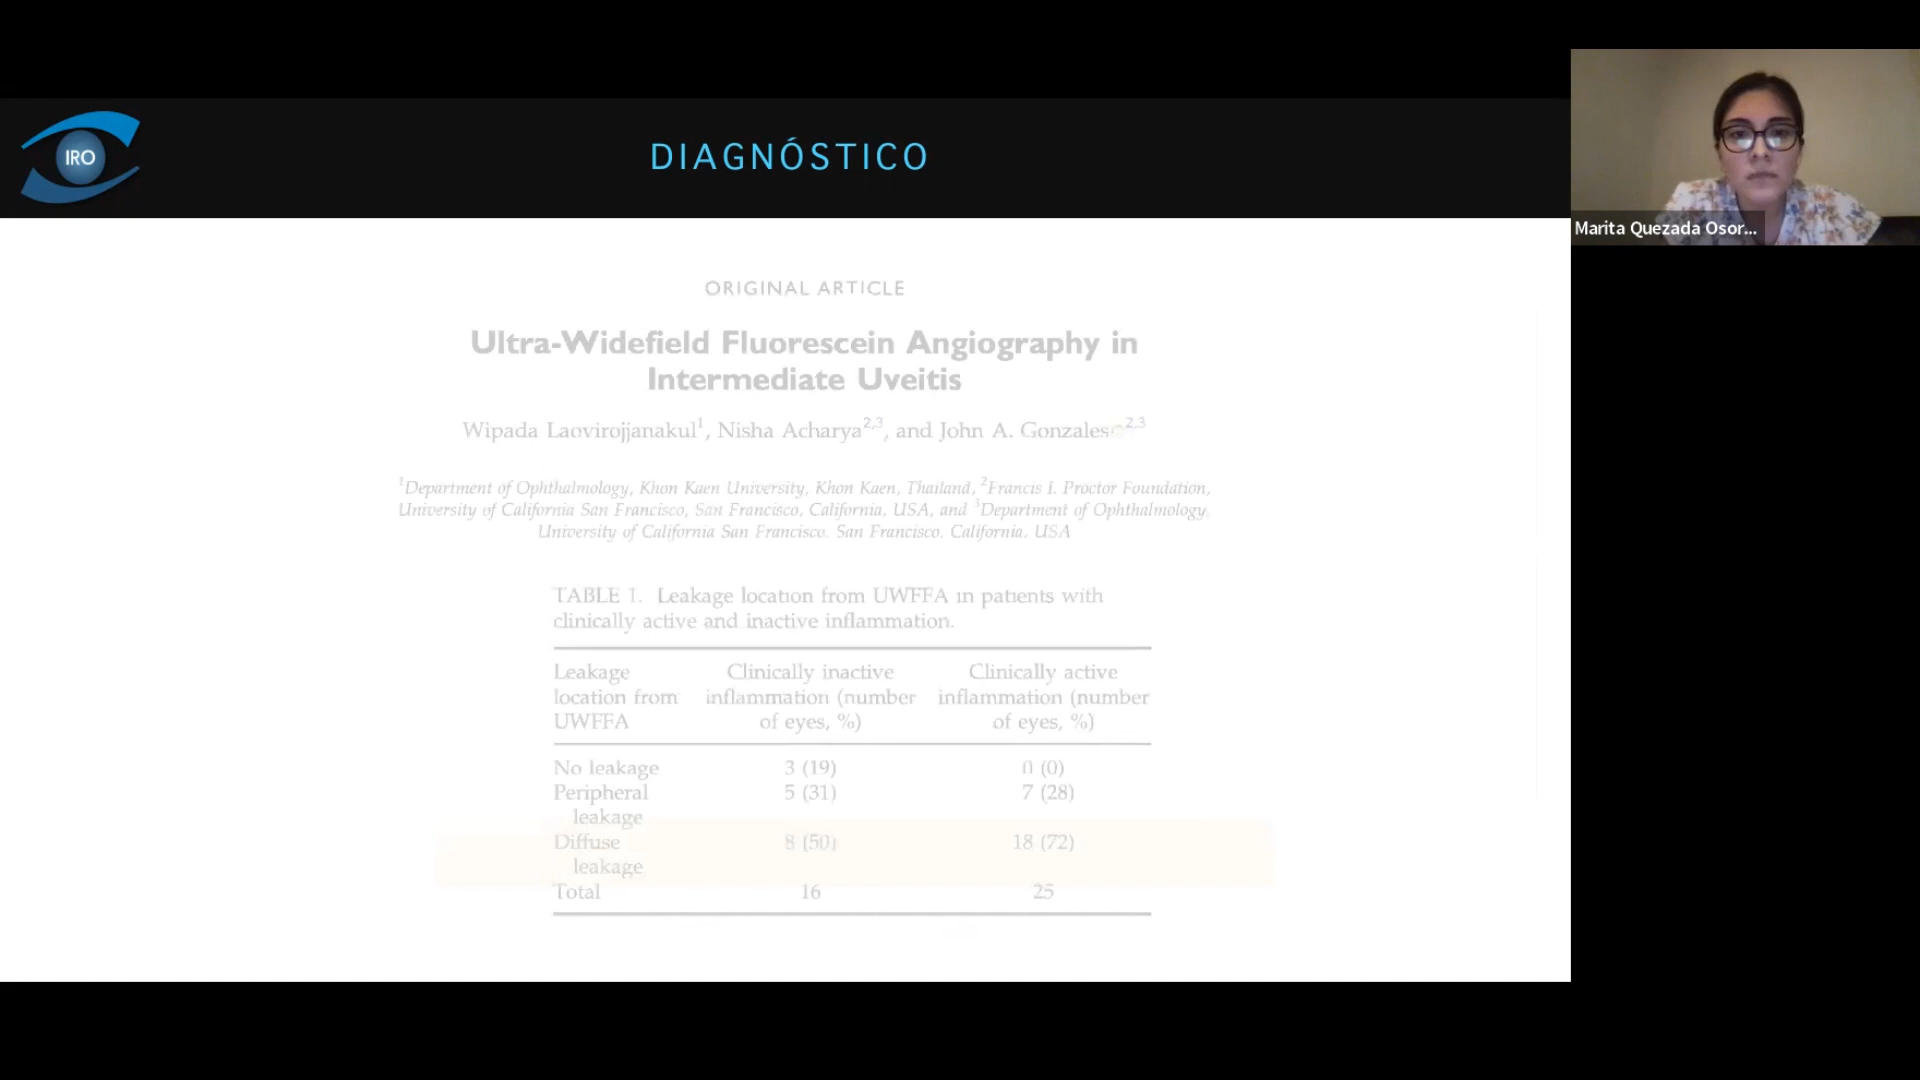 IRO
DIAGNÓSTICO
Marita Quezada Osor...
ORIGINAL ARTICLE
Ultra-Widefield Fluorescein Angiography in
Intermediate Uveitis
Wipada Laovirojjanakul1, Nisha Acharya2,3, and John A. Gonzales2,3
1Department of Ophthalmology, Khon Kaen University, Khon Kaen, Thailand, 2Francis I. Proctor Foundation,
University of California San Francisco, San Francisco, California, USA, and 3Department of Ophthalmology,
University of California San Francisco, San Francisco, California, USA
TABLE 1. Leakage location from UWFFA in patients with
clinically active and inactive inflammation.
Leakage Clinically inactive Clinically active
location from inflammation (number inflammation (number
UWFFA of eyes, %) of eyes, %)
No leakage 3 (19) 0 (0)
Peripheral 5 (31) 7 (28)
leakage
Diffuse 8 (50) 18 (72)
leakage
Total 16 25